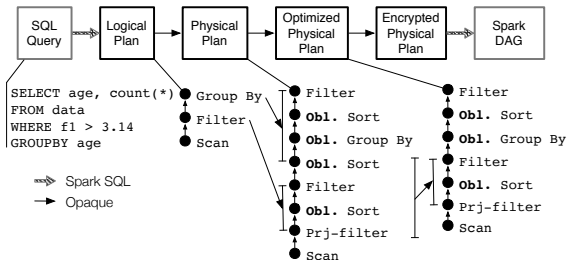 SQL
Query
Logical
Plan
Physical
Plan
Optimized
Physical
Plan
Encrypted
Physical
Plan
Spark
DAG
SELECT age, count(*)
FROM data
WHERE f1 > 3.14
GROUPBY age
Spark SQL
Opaque
Group By
Filter
Scan
Filter
Obl. Sort
Obl. Group By
Obl. Sort
Filter
Obl. Sort
Prj-filter
Scan
Filter
Obl. Sort
Obl. Group By
Filter
Obl. Sort
Prj-filter
Scan